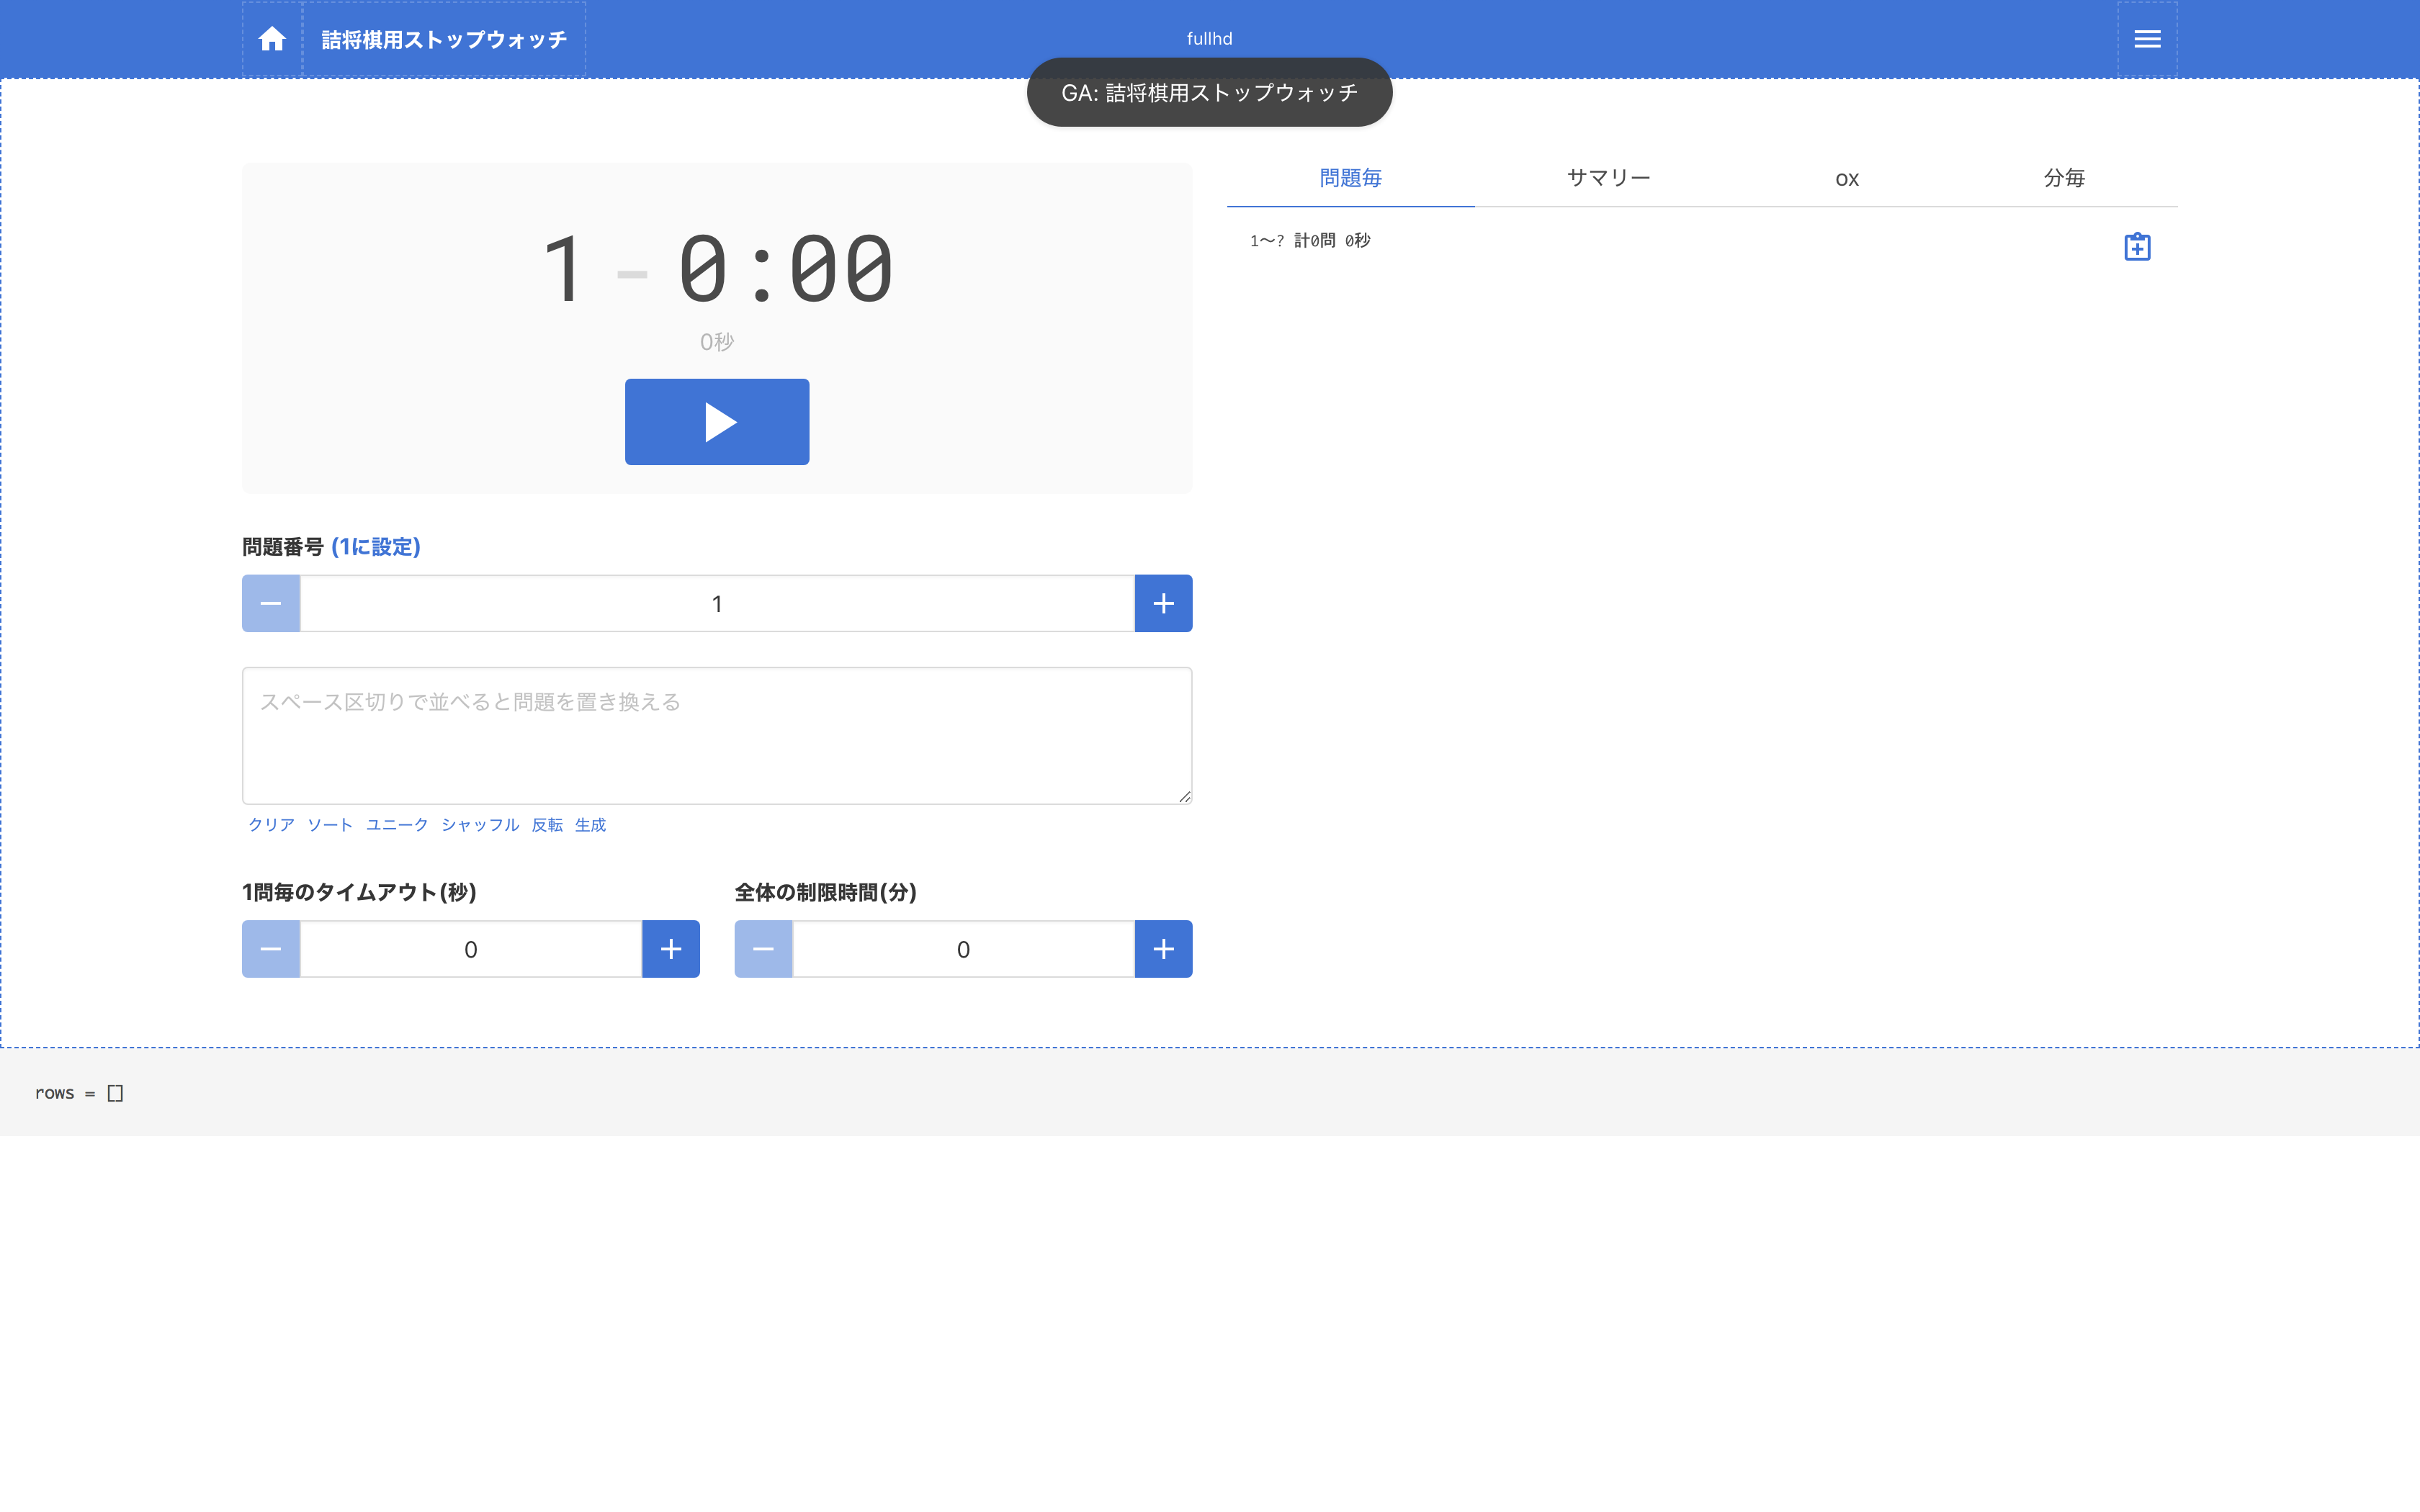 詰将棋用ストップウォッチ
fullhd
GA: 詰将棋用ストップウォッチ
1 - 0:00
0秒
問題番号 (1に設定)
1
スペース区切りで並べると問題を置き換える
クリア ソート ユニーク シャッフル 反転 生成
1問毎のタイムアウト(秒)
0
全体の制限時間(分)
0
問題毎 サマリー ox 分毎
1〜? 計0問 0秒
rows = []